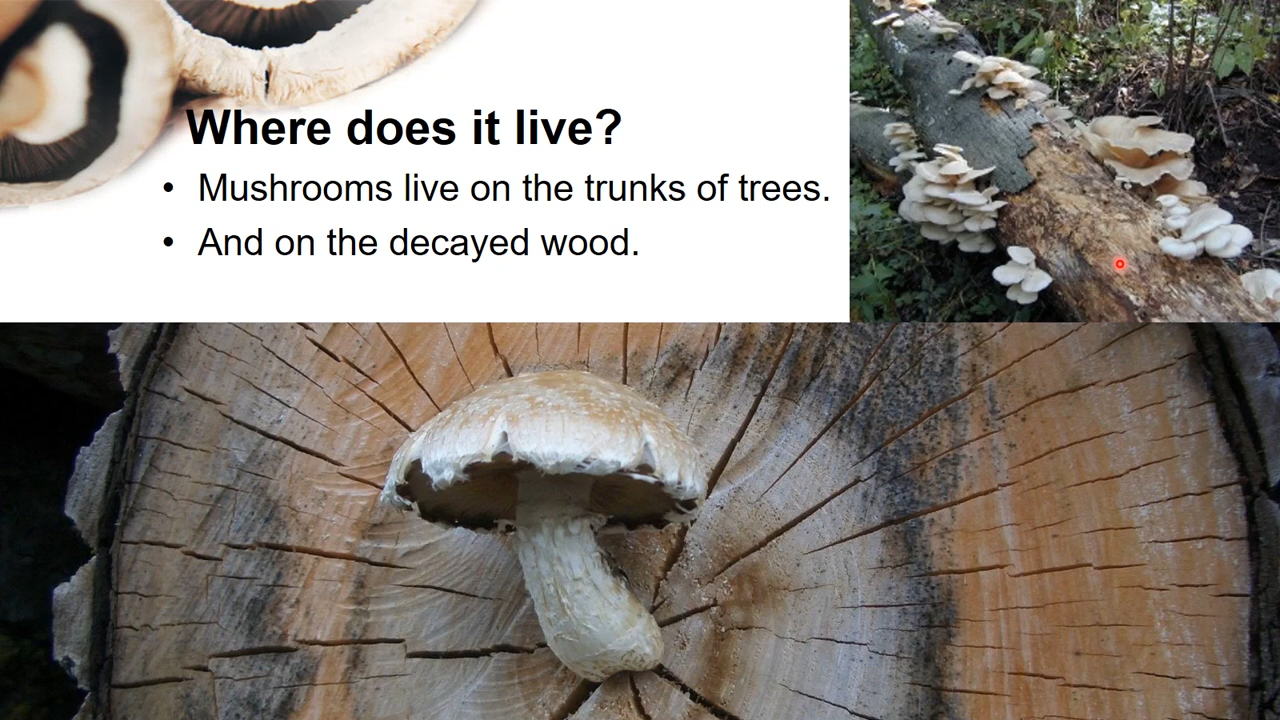 Where does it live?
• Mushrooms live on the trunks of trees.
• And on the decayed wood.